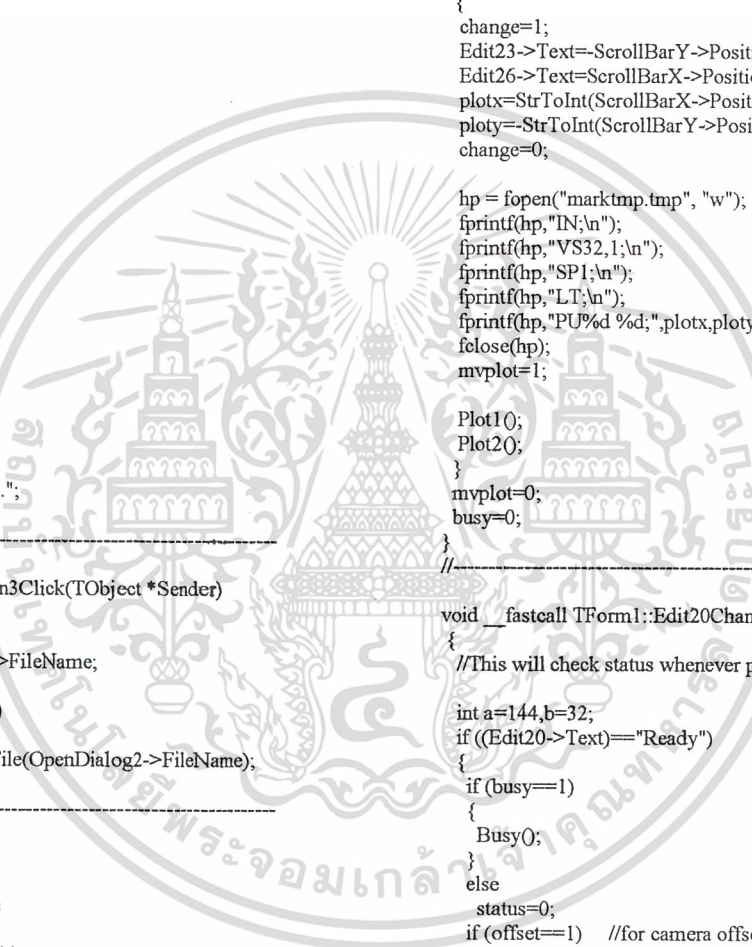 .";
n3Click(TObject *Sender)
>FileName;
)
File(OpenDialog2->FileName);
{
change=1;
Edit23->Text=-ScrollBarY->Posit
Edit26->Text=ScrollBarX->Positi
plotx=StrToInt(ScrollBarX->Posit
ploty=-StrToInt(ScrollBarY->Posi
change=0;
hp = fopen("marktmp.tmp", "w");
fprintf(hp,"IN;\n");
fprintf(hp,"VS32,1;\n");
fprintf(hp,"SP1;\n");
fprintf(hp,"LT;\n");
fprintf(hp,"PU%d %d;",plotx,ploty
fclose(hp);
mvplot=1;
Plot1();
Plot2();
}
mvplot=0;
busy=0;
}
//--------------------------------
void __fastcall TForm1::Edit20Chan
{
//This will check status whenever p
int a=144,b=32;
if ((Edit20->Text)=="Ready")
{
if (busy==1)
{
Busy();
}
else
status=0;
if (offset==1) //for camera offs